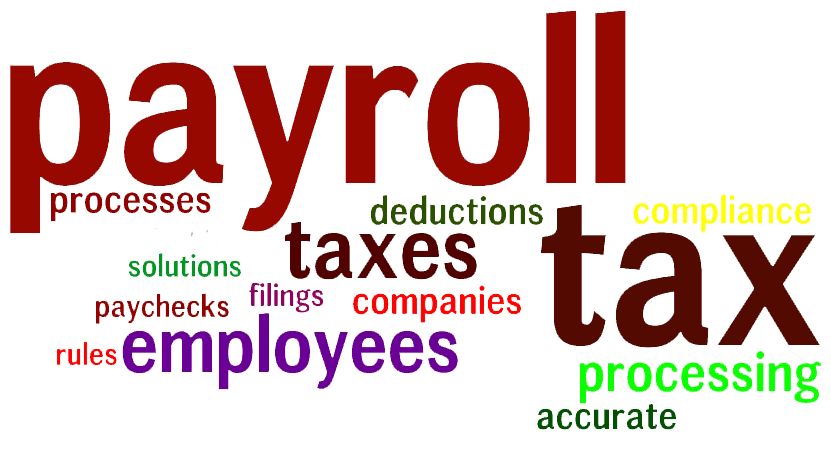 payroll
processes
deductions
compliance
taxes
tax
solutions
filings
companies
paychecks
employees
rules
processing
accurate